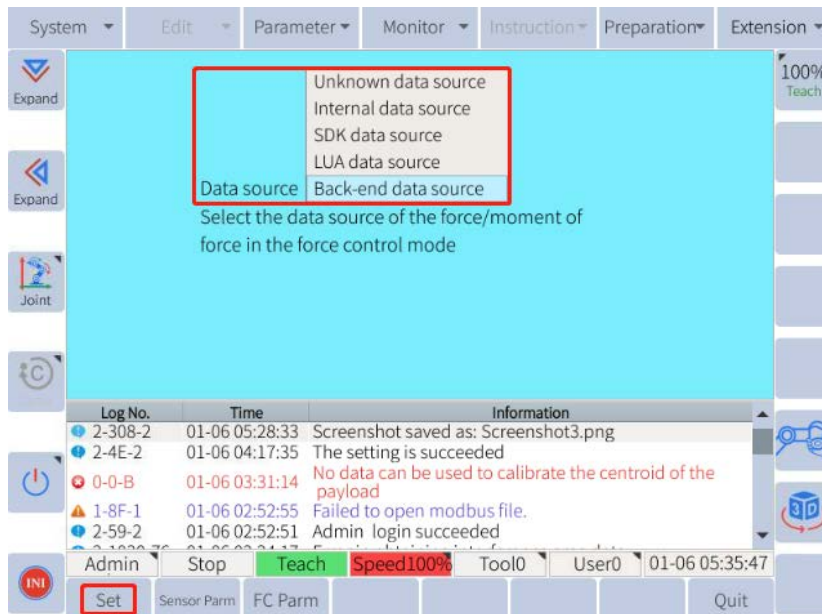 System Edit Parameter Monitor Instruction Preparation Extension
Expand
100%
Teach
Unknown data source
Internal data source
SDK data source
LUA data source
Data source Back-end data source
Expand
Select the data source of the force/moment of
force in the force control mode
Joint
C
Log No. Time Information
2-308-2 01-06 05:28:33 Screenshot saved as: Screenshot3.png
2-4E-2 01-06 04:17:35 The setting is succeeded
0-0-B 01-06 03:31:14 No data can be used to calibrate the centroid of the
payload
1-8F-1 01-06 02:52:55 Failed to open modbus file.
2-59-2 01-06 02:52:51 Admin login succeeded
3D
Admin Stop Teach Speed100% Tool0 User0 01-06 05:35:47
INI
Set Sensor Parm FC Parm Quit